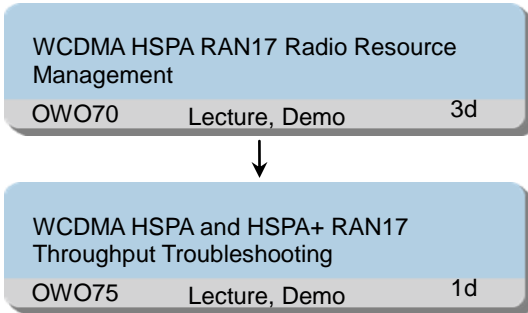 WCDMA HSPA RAN17 Radio Resource
Management
OWO70 Lecture, Demo 3d
WCDMA HSPA and HSPA+ RAN17
Throughput Troubleshooting
OWO75 Lecture, Demo 1d